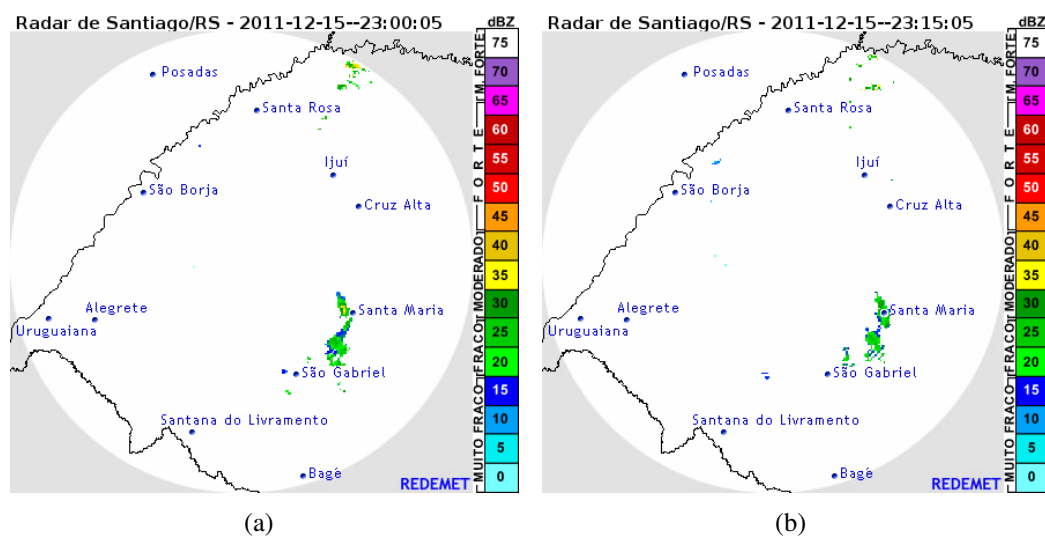 Radar de Santiago/RS - 2011-12-15--23:00:05
dBZ
Posadas
Santa Rosa
Ijuí
São Borja
Cruz Alta
Alegrete
Santa Maria
Uruguaiana
São Gabriel
Santana do Livramento
Bagé
REDEMET
75
70
65
60
55
50
45
40
35
30
25
20
15
10
5
0
M. FORTE
FORTE
MODERADO
FRACO
MUITO FRACO
(a)
Radar de Santiago/RS - 2011-12-15--23:15:05
dBZ
Posadas
Santa Rosa
Ijuí
São Borja
Cruz Alta
Alegrete
Santa Maria
Uruguaiana
São Gabriel
Santana do Livramento
Bagé
REDEMET
75
70
65
60
55
50
45
40
35
30
25
20
15
10
5
0
M. FORTE
FORTE
MODERADO
FRACO
MUITO FRACO
(b)